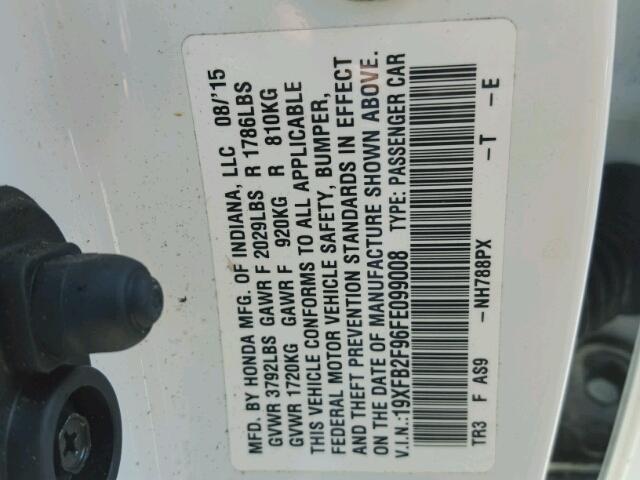 MFD. BY HONDA MFG. OF INDIANA, LLC 08/'15
GVWR 3792LBS GAWR F 2029LBS R 1786LBS
GVWR 1720KG GAWR F 920KG R 810KG
THIS VEHICLE CONFORMS TO ALL APPLICABLE
FEDERAL MOTOR VEHICLE SAFETY, BUMPER,
AND THEFT PREVENTION STANDARDS IN EFFECT
ON THE DATE OF MANUFACTURE SHOWN ABOVE.
V.I.N.:19XFB2F96FE099008 TYPE: PASSENGER CAR
TR3 F AS9 -NH788PX -T -E